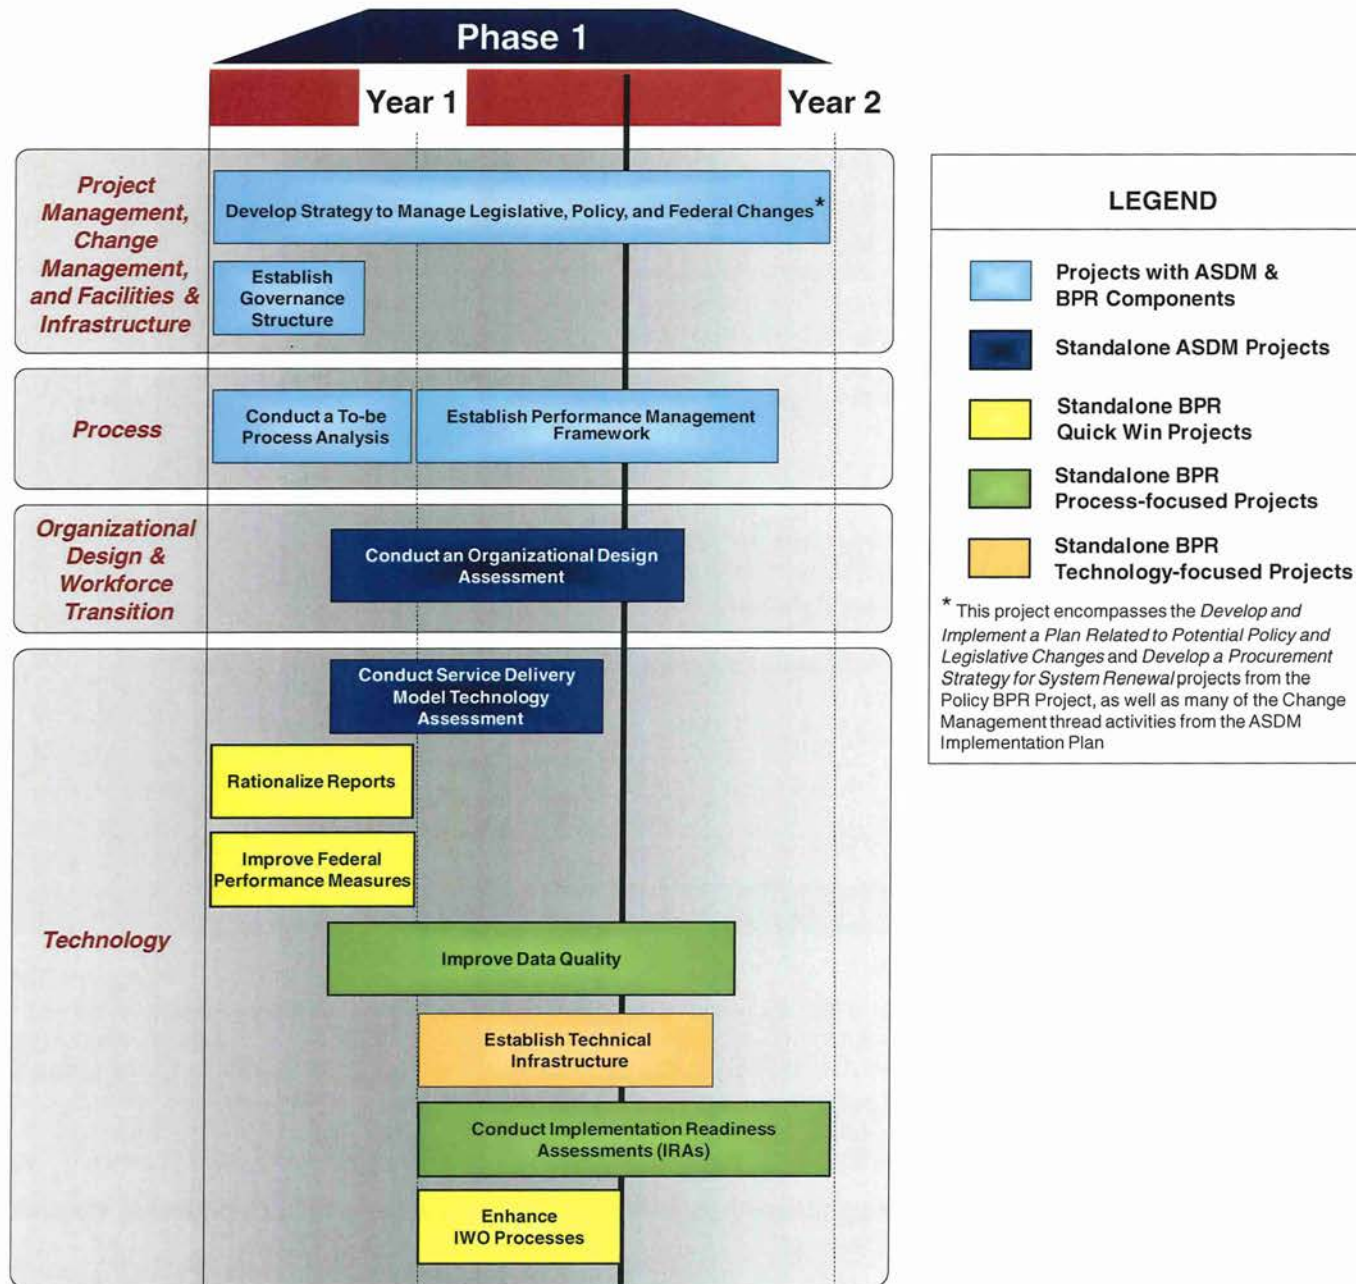 Phase 1
Year 1
Year 2
Project
Management,
Change
Management,
and Facilities &
Infrastructure
Develop Strategy to Manage Legislative, Policy, and Federal Changes*
Establish
Governance
Structure
Process
Conduct a To-be
Process Analysis
Establish Performance Management
Framework
Organizational
Design &
Workforce
Transition
Conduct an Organizational Design
Assessment
Technology
Conduct Service Delivery
Model Technology
Assessment
Rationalize Reports
Improve Federal
Performance Measures
Improve Data Quality
Establish Technical
Infrastructure
Conduct Implementation Readiness
Assessments (IRAs)
Enhance
IWO Processes
LEGEND
Projects with ASDM &
BPR Components
Standalone ASDM Projects
Standalone BPR
Quick Win Projects
Standalone BPR
Process-focused Projects
Standalone BPR
Technology-focused Projects
* This project encompasses the Develop and
Implement a Plan Related to Potential Policy and
Legislative Changes and Develop a Procurement
Strategy for System Renewal projects from the
Policy BPR Project, as well as many of the Change
Management thread activities from the ASDM
Implementation Plan